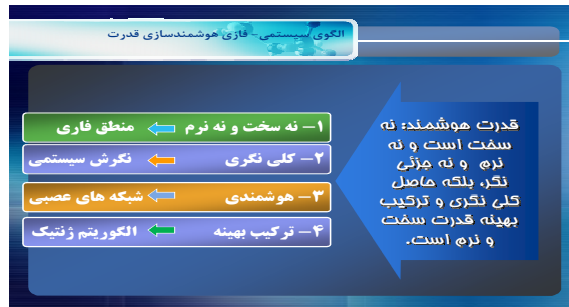 الگوی سیستمی- فازی هوشمندسازی قدرت
قدرت هوشمند: نه
سخت است و نه
نرم و نه جزئی
نگر، بلکه حاصل
کلی نگری و ترکیب
بهینه قدرت سخت
و نرم است.
۱- نه سخت و نه نرم منطق فاری
۲- کلی نگری نگرش سیستمی
۳- هوشمندی شبکه های عصبی
۴- ترکیب بهینه الکوریتم ژنتیک